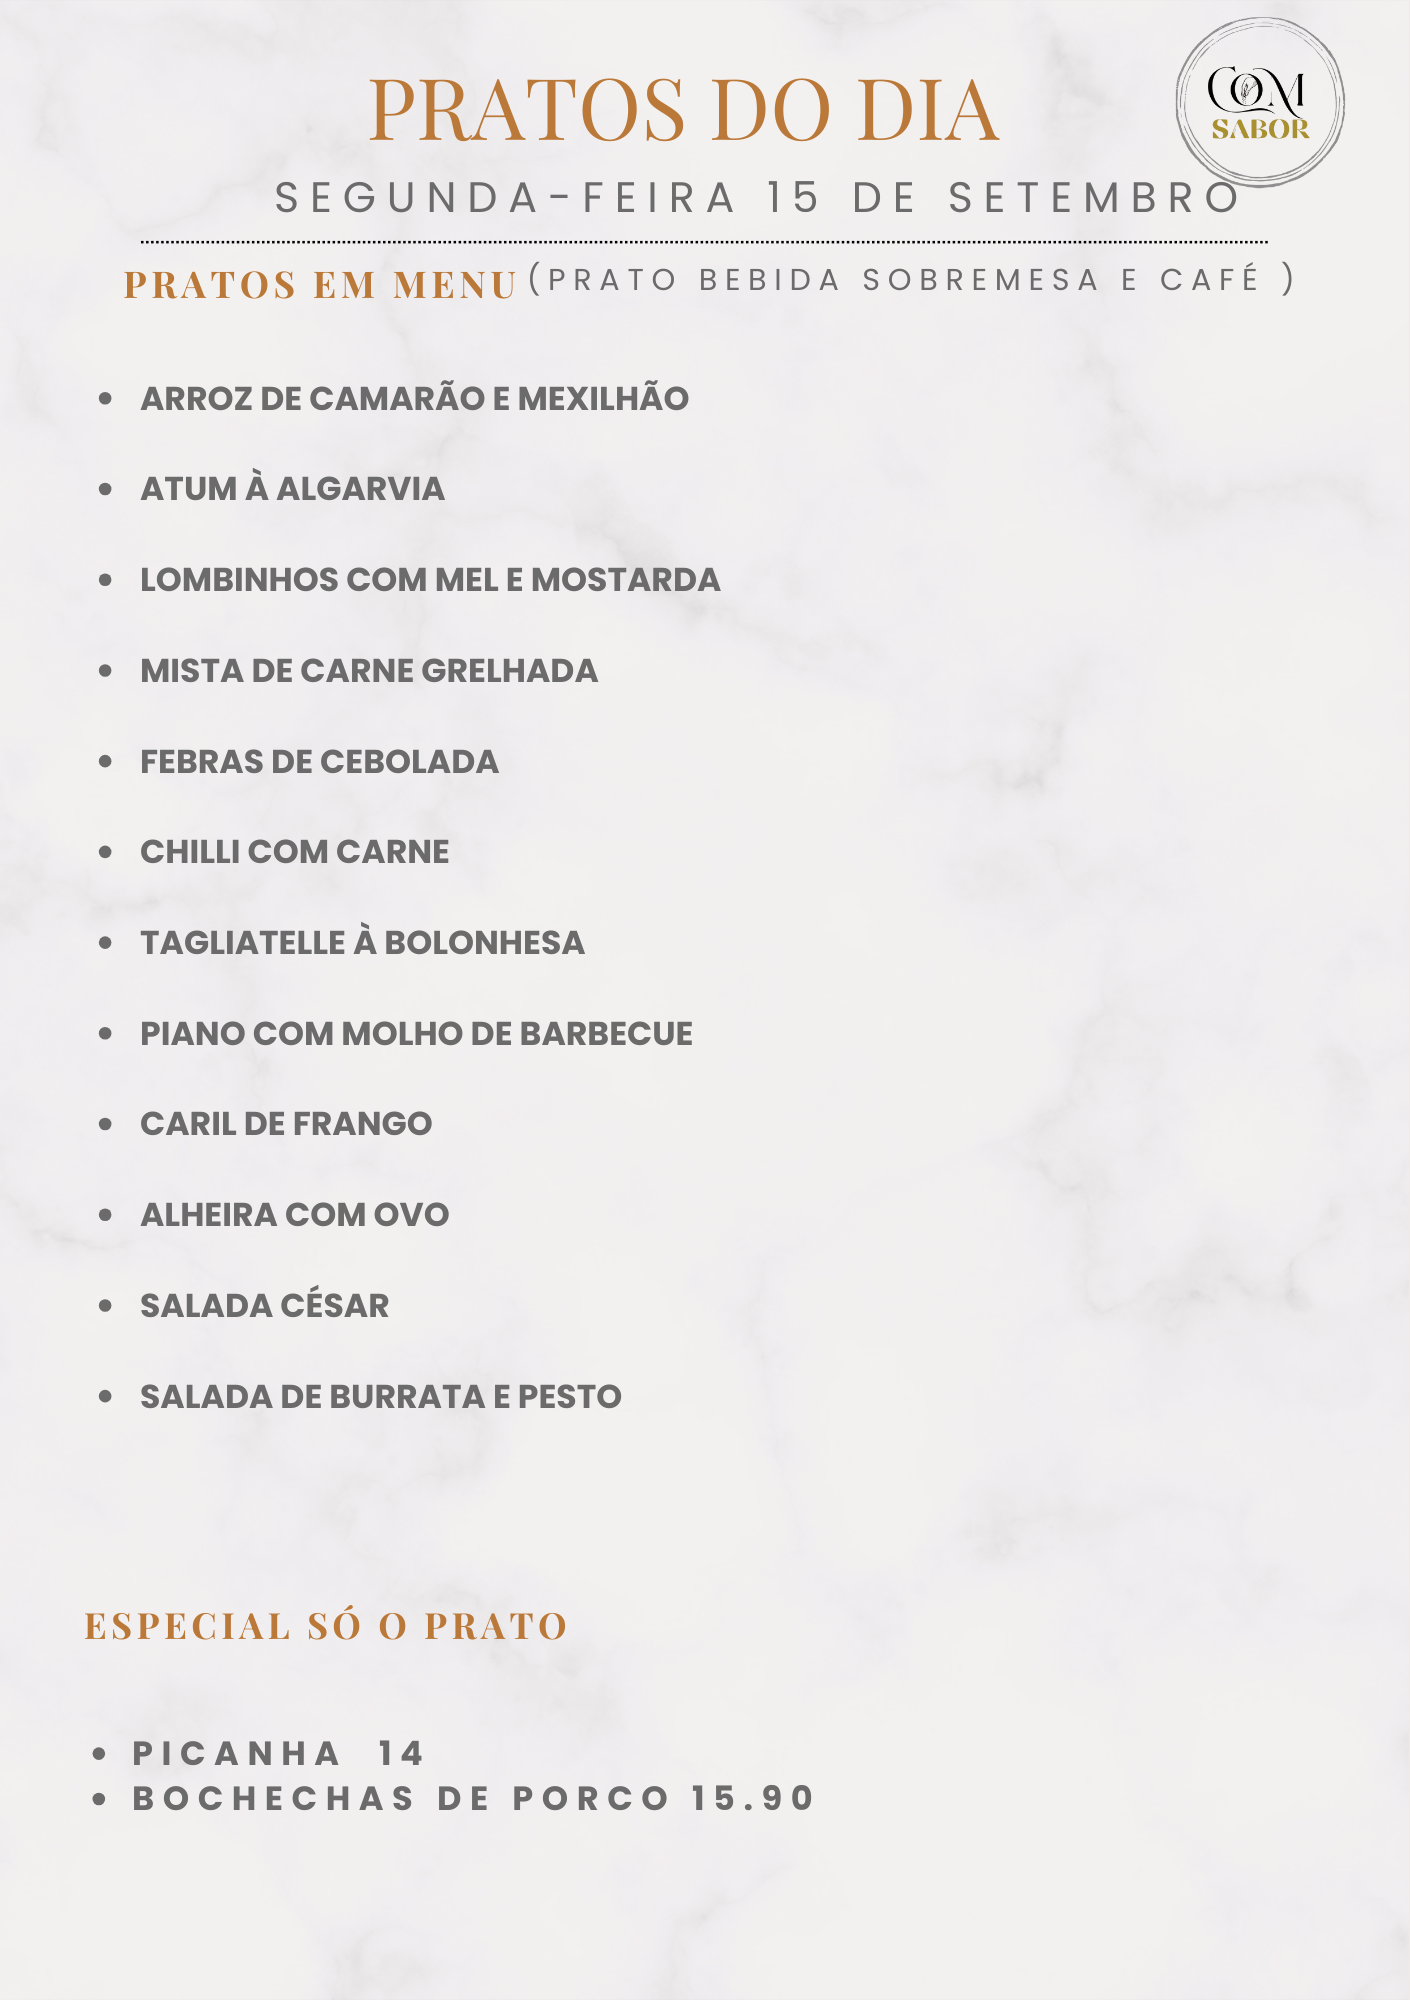 COM
SABOR
PRATOS DO DIA
SEGUNDA-FEIRA 15 DE SETEMBRO
PRATOS EM MENU (PRATO BEBIDA SOBREMESA E CAFÉ )
• ARROZ DE CAMARÃO E MEXILHÃO
• ATUM À ALGARVIA
• LOMBINHOS COM MEL E MOSTARDA
• MISTA DE CARNE GRELHADA
• FEBRAS DE CEBOLADA
• CHILLI COM CARNE
• TAGLIATELLE À BOLONHESA
• PIANO COM MOLHO DE BARBECUE
• CARIL DE FRANGO
• ALHEIRA COM OVO
• SALADA CÉSAR
• SALADA DE BURRATA E PESTO
ESPECIAL SÓ O PRATO
• PICANHA 14
• BOCHECHAS DE PORCO 15.90